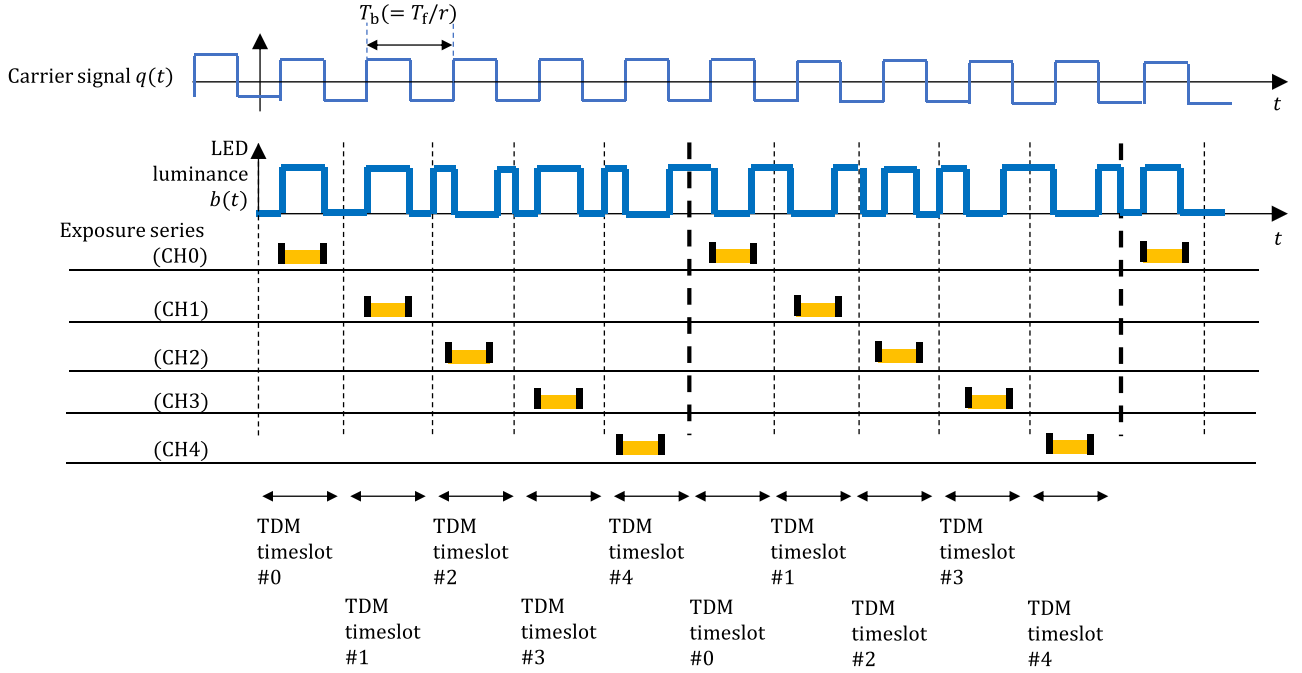 T_b(= T_f/r)
Carrier signal q(t)
t
LED
luminance
b(t)
t
Exposure series
(CH0)
(CH1)
(CH2)
(CH3)
(CH4)
TDM
timeslot
#0
TDM
timeslot
#1
TDM
timeslot
#2
TDM
timeslot
#3
TDM
timeslot
#4
TDM
timeslot
#0
TDM
timeslot
#1
TDM
timeslot
#2
TDM
timeslot
#3
TDM
timeslot
#4